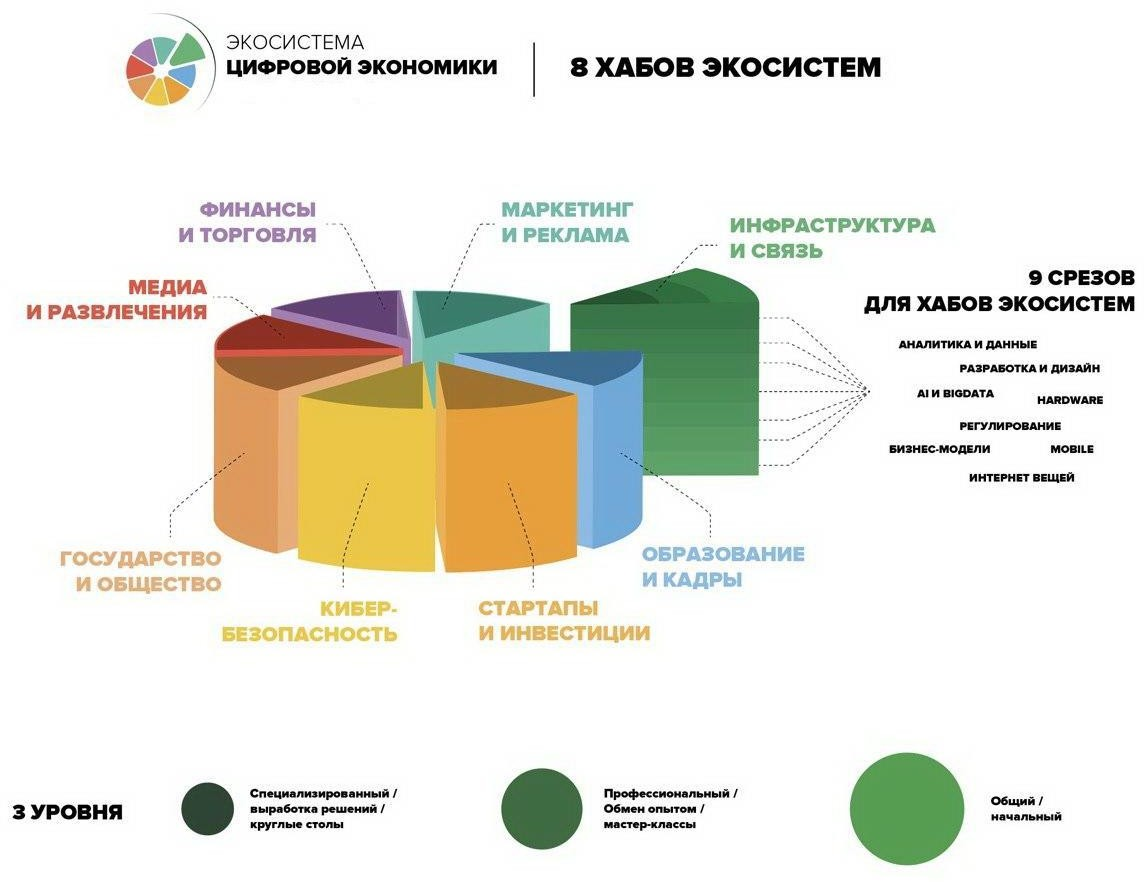 ЭКОСИСТЕМА
ЦИФРОВОЙ ЭКОНОМИКИ
8 ХАБОВ ЭКОСИСТЕМ
ФИНАНСЫ
И ТОРГОВЛЯ
МАРКЕТИНГ
И РЕКЛАМА
ИНФРАСТРУКТУРА
И СВЯЗЬ
МЕДИА
И РАЗВЛЕЧЕНИЯ
9 СРЕЗОВ
ДЛЯ ХАБОВ ЭКОСИСТЕМ
АНАЛИТИКА И ДАННЫЕ
РАЗРАБОТКА И ДИЗАЙН
AI И BIGDATA
HARDWARE
РЕГУЛИРОВАНИЕ
БИЗНЕС-МОДЕЛИ
MOBILE
ИНТЕРНЕТ ВЕЩЕЙ
ГОСУДАРСТВО
И ОБЩЕСТВО
КИБЕР-
БЕЗОПАСНОСТЬ
СТАРТАПЫ
И ИНВЕСТИЦИИ
ОБРАЗОВАНИЕ
И КАДРЫ
3 УРОВНЯ
Специализированный /
выработка решений /
круглые столы
Профессиональный /
Обмен опытом /
мастер-классы
Общий /
начальный